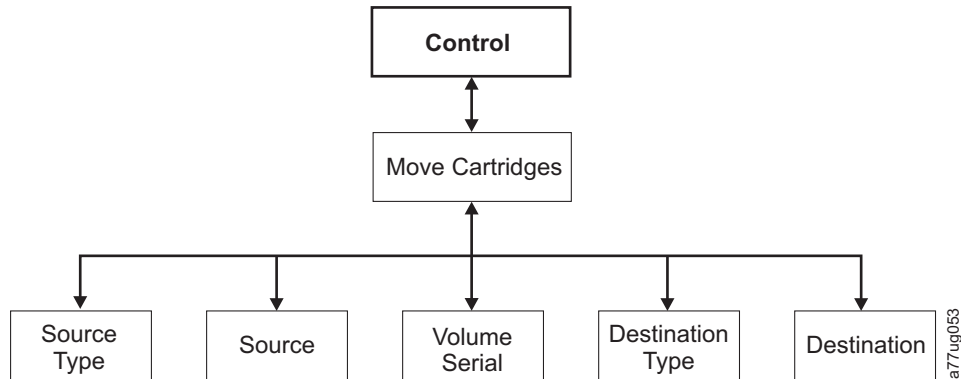 Control
Move Cartridges
Source
Type
Source
Volume
Serial
Destination
Type
Destination
a77ug053